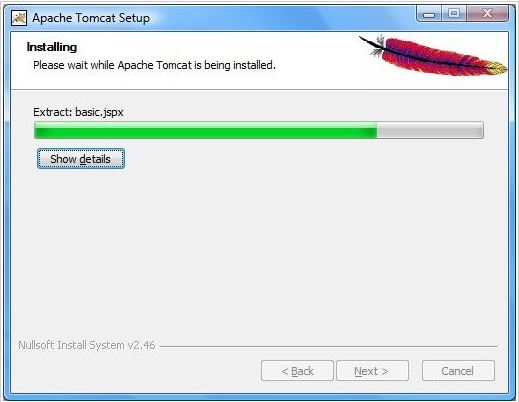 Apache Tomcat Setup
Installing
Please wait while Apache Tomcat is being installed.
Extract: basic.jspx
Show details
Nullsoft Install System v2.46
< Back
Next >
Cancel